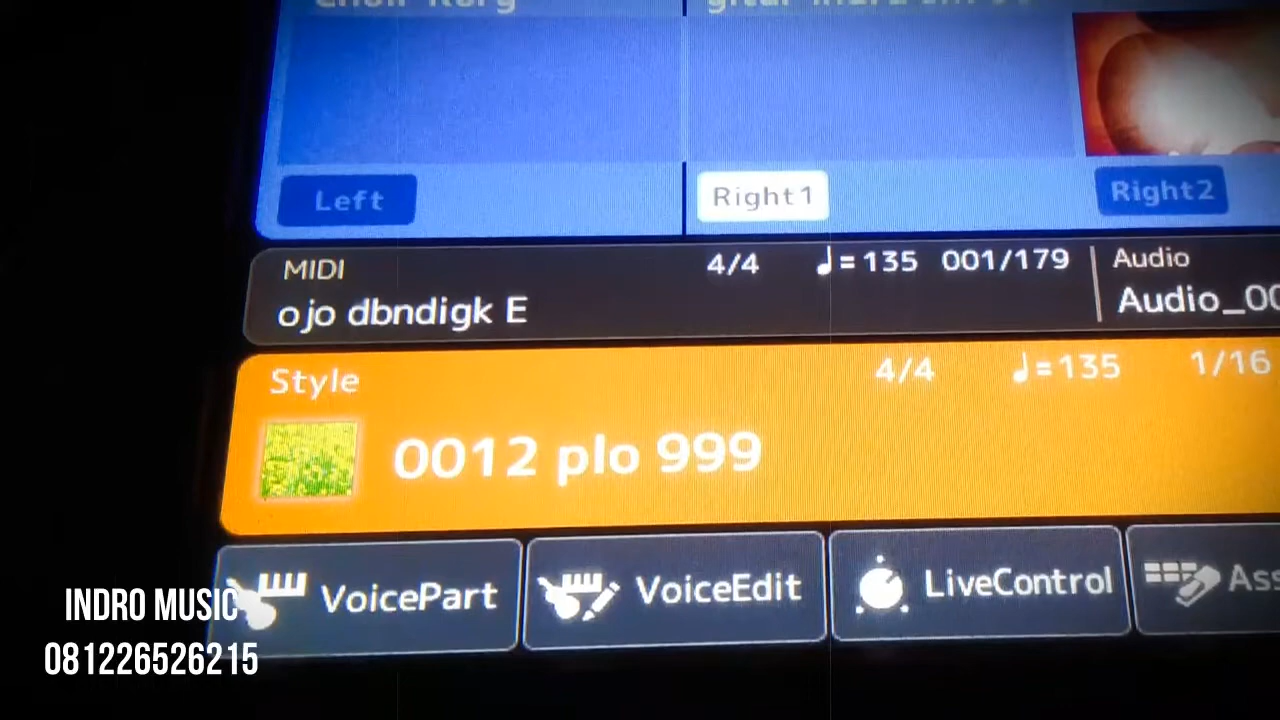 Left
Right1
Right2
MIDI 4/4 ♩=135 001/179
ojo dbndigk E
Audio
Audio_00
Style 4/4 ♩=135 1/16
0012 plo 999
VoicePart
VoiceEdit
LiveControl
Ass
INDRO MUSIC
081226526215